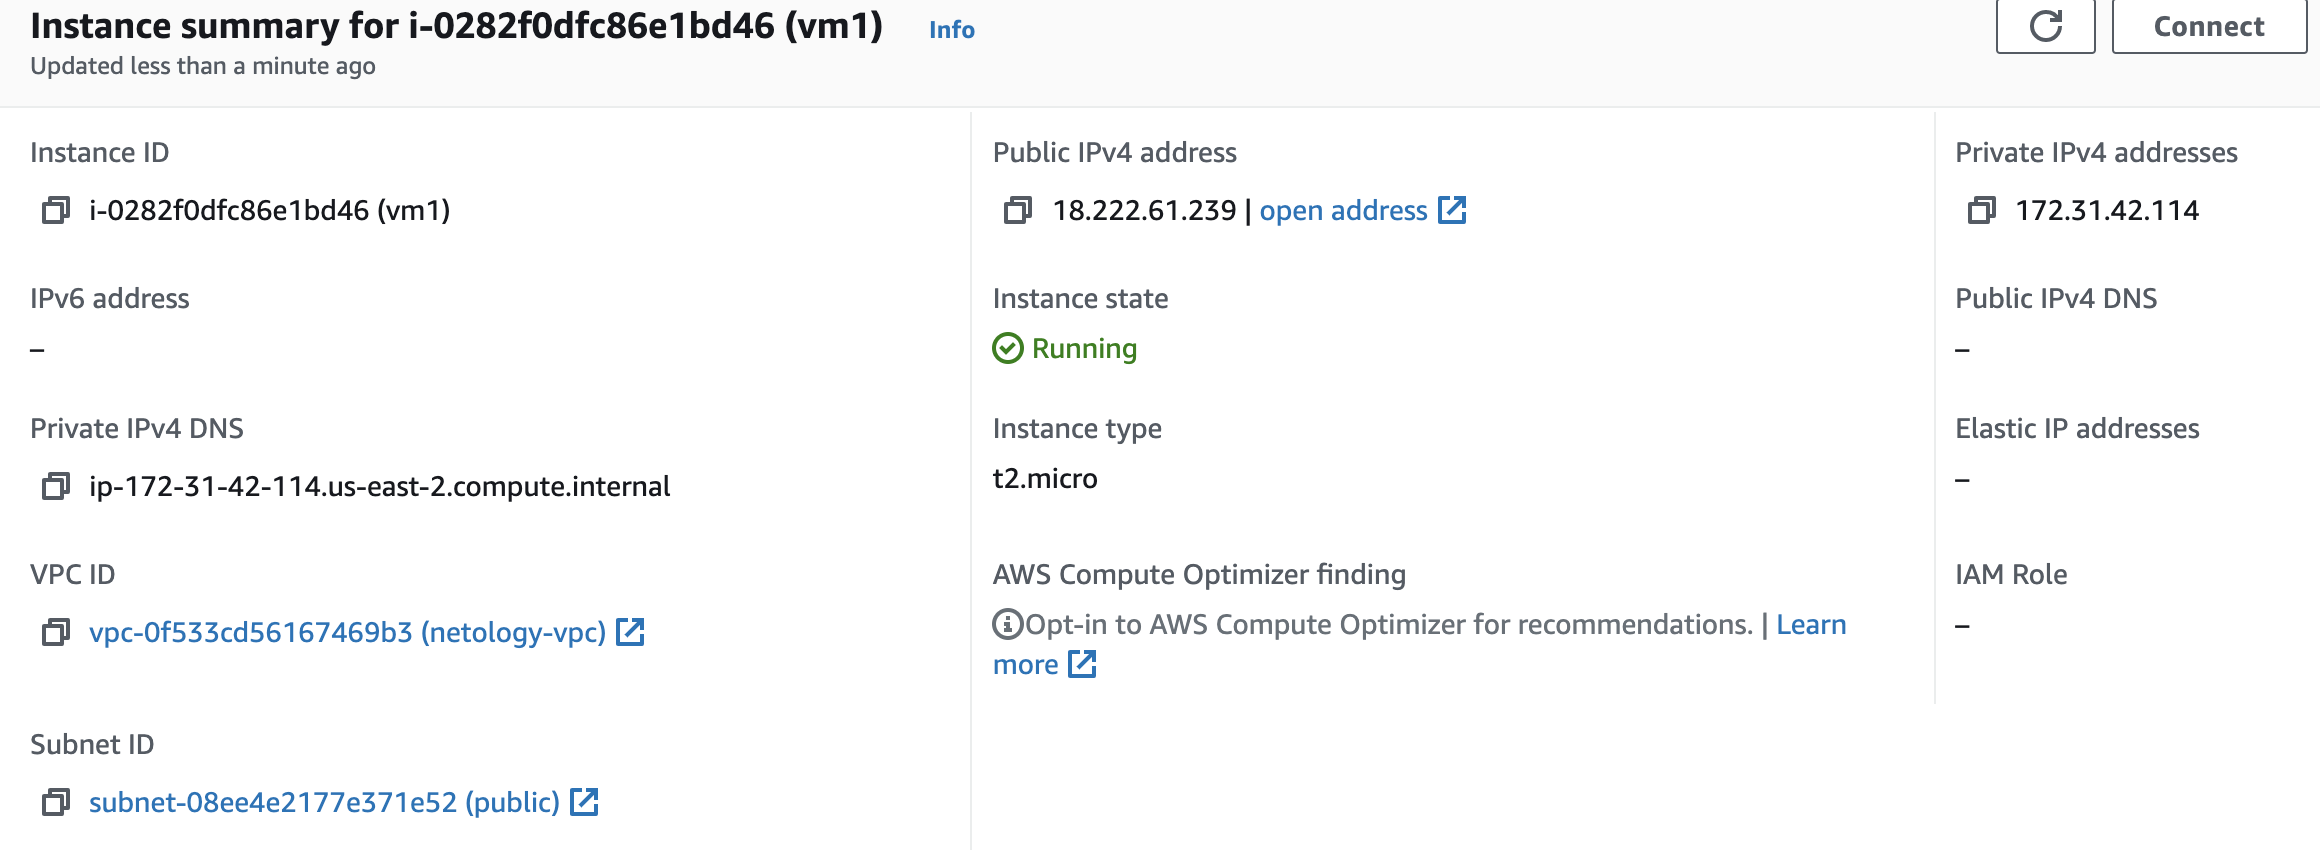 Instance summary for i-0282f0dfc86e1bd46 (vm1) Info
Updated less than a minute ago
Connect
Instance ID
i-0282f0dfc86e1bd46 (vm1)
Public IPv4 address
18.222.61.239 | open address
Private IPv4 addresses
172.31.42.114
IPv6 address
–
Instance state
Running
Public IPv4 DNS
–
Private IPv4 DNS
ip-172-31-42-114.us-east-2.compute.internal
Instance type
t2.micro
Elastic IP addresses
–
VPC ID
vpc-0f533cd56167469b3 (netology-vpc)
AWS Compute Optimizer finding
Opt-in to AWS Compute Optimizer for recommendations. | Learn
more
IAM Role
–
Subnet ID
subnet-08ee4e2177e371e52 (public)